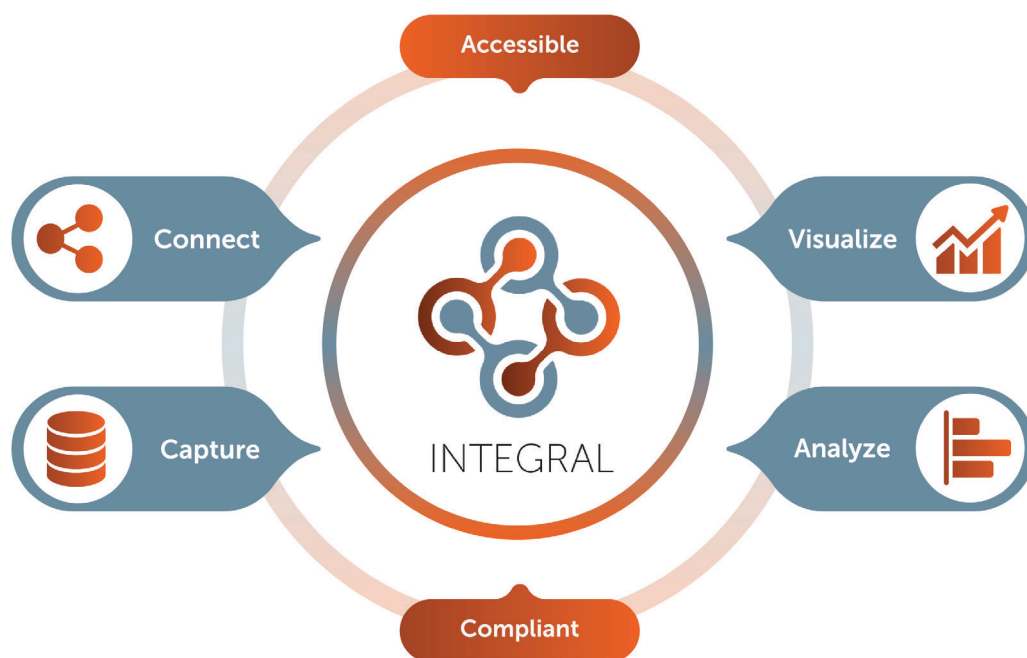 Accessible
Connect
Visualize
INTEGRAL
Capture
Analyze
Compliant